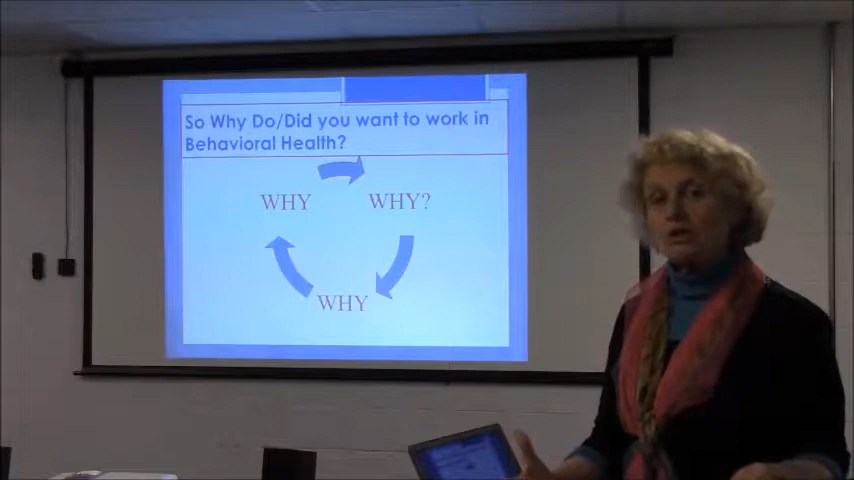 So Why Do/Did you want to work in
Behavioral Health?
WHY
WHY?
WHY